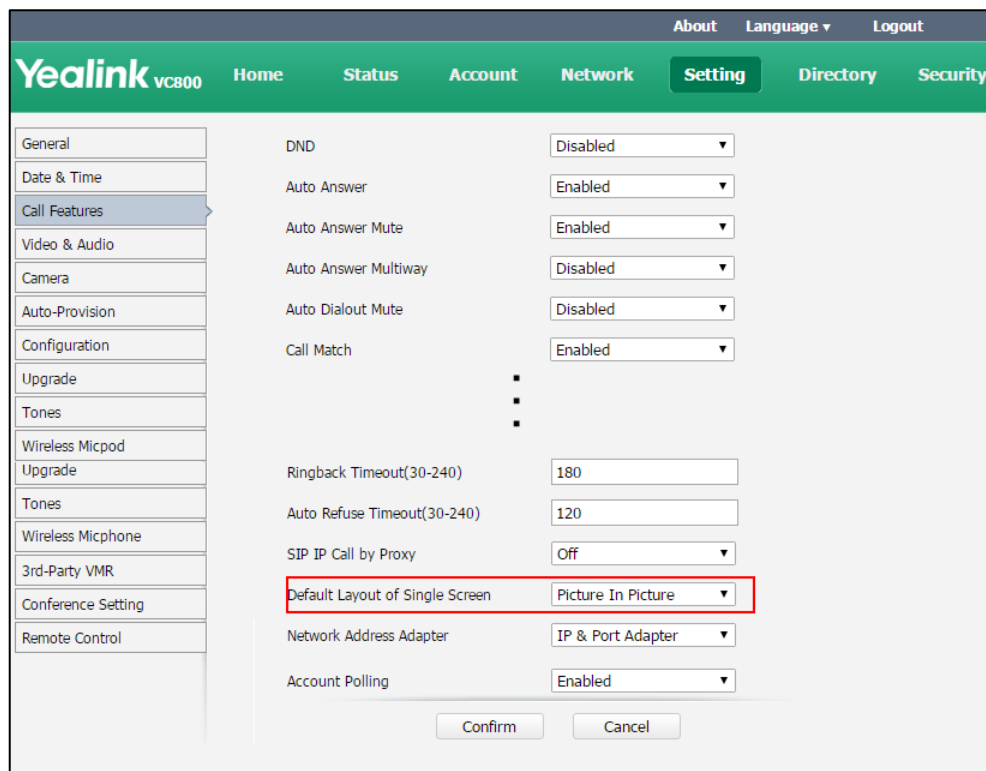 About Language ▾ Logout
Yealink VC800 Home Status Account Network Setting Directory Security
General
Date & Time
Call Features
Video & Audio
Camera
Auto-Provision
Configuration
Upgrade
Tones
Wireless Micpod
Upgrade
Tones
Wireless Micphone
3rd-Party VMR
Conference Setting
Remote Control
DND Disabled
Auto Answer Enabled
Auto Answer Mute Enabled
Auto Answer Multiway Disabled
Auto Dialout Mute Disabled
Call Match Enabled
Ringback Timeout(30-240) 180
Auto Refuse Timeout(30-240) 120
SIP IP Call by Proxy Off
Default Layout of Single Screen Picture In Picture
Network Address Adapter IP & Port Adapter
Account Polling Enabled
Confirm Cancel